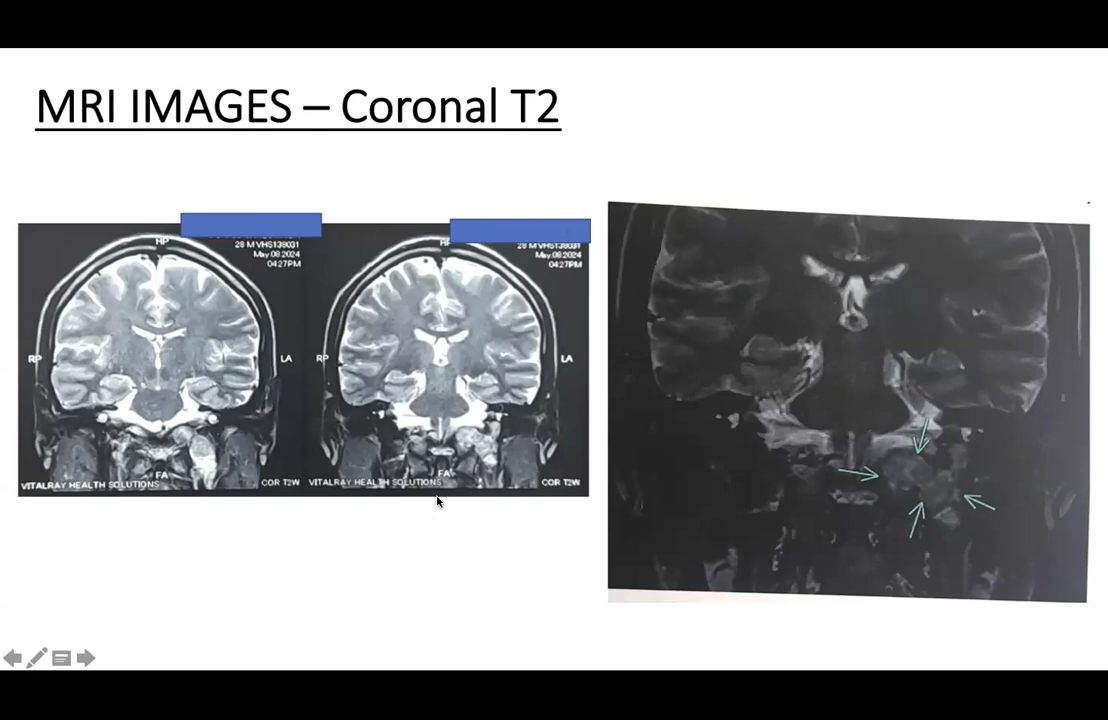 MRI IMAGES – Coronal T2
HP
28 M VHS138031
May.08.2024
04:27PM
RP
LA
FA
VITALRAY HEALTH SOLUTIONS
COR T2W
28 M VHS138031
May.08.2024
04:27PM
RP
LA
FA
VITALRAY HEALTH SOLUTIONS
COR T2W